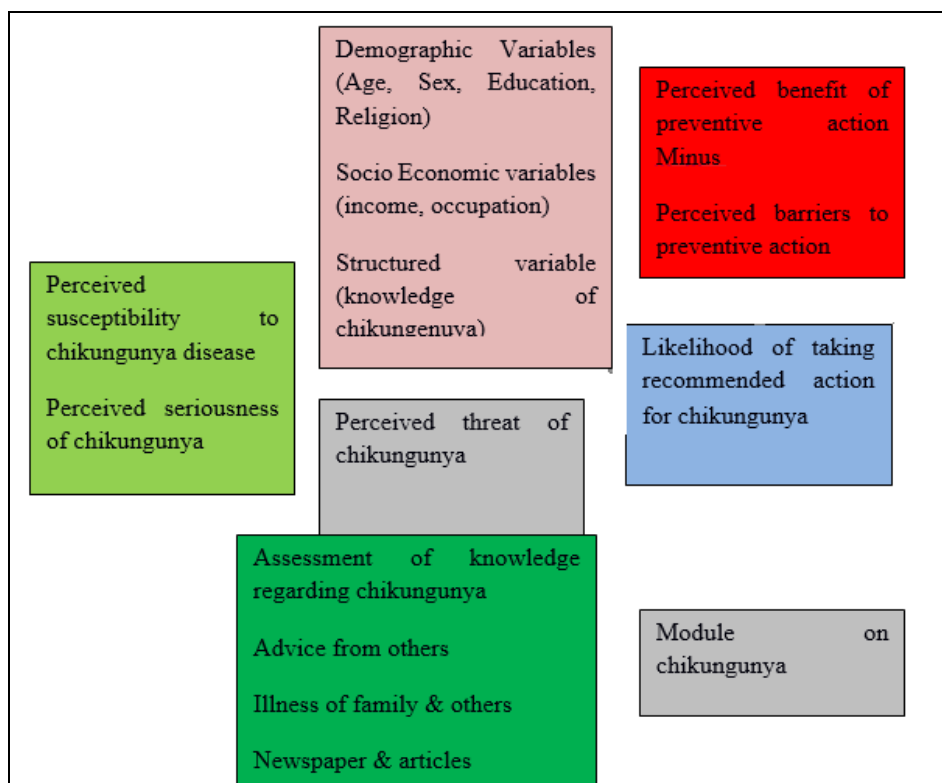 Demographic Variables
(Age, Sex, Education,
Religion)
Socio Economic variables
(income, occupation)
Structured variable
(knowledge of
chikungenuva)
Perceived benefit of
preventive action
Minus
Perceived barriers to
preventive action
Perceived
susceptibility to
chikungunya disease
Perceived seriousness
of chikungunya
Likelihood of taking
recommended action
for chikungunya
Perceived threat of
chikungunya
Assessment of knowledge
regarding chikungunya
Advice from others
Illness of family & others
Newspaper & articles
Module on
chikungunya